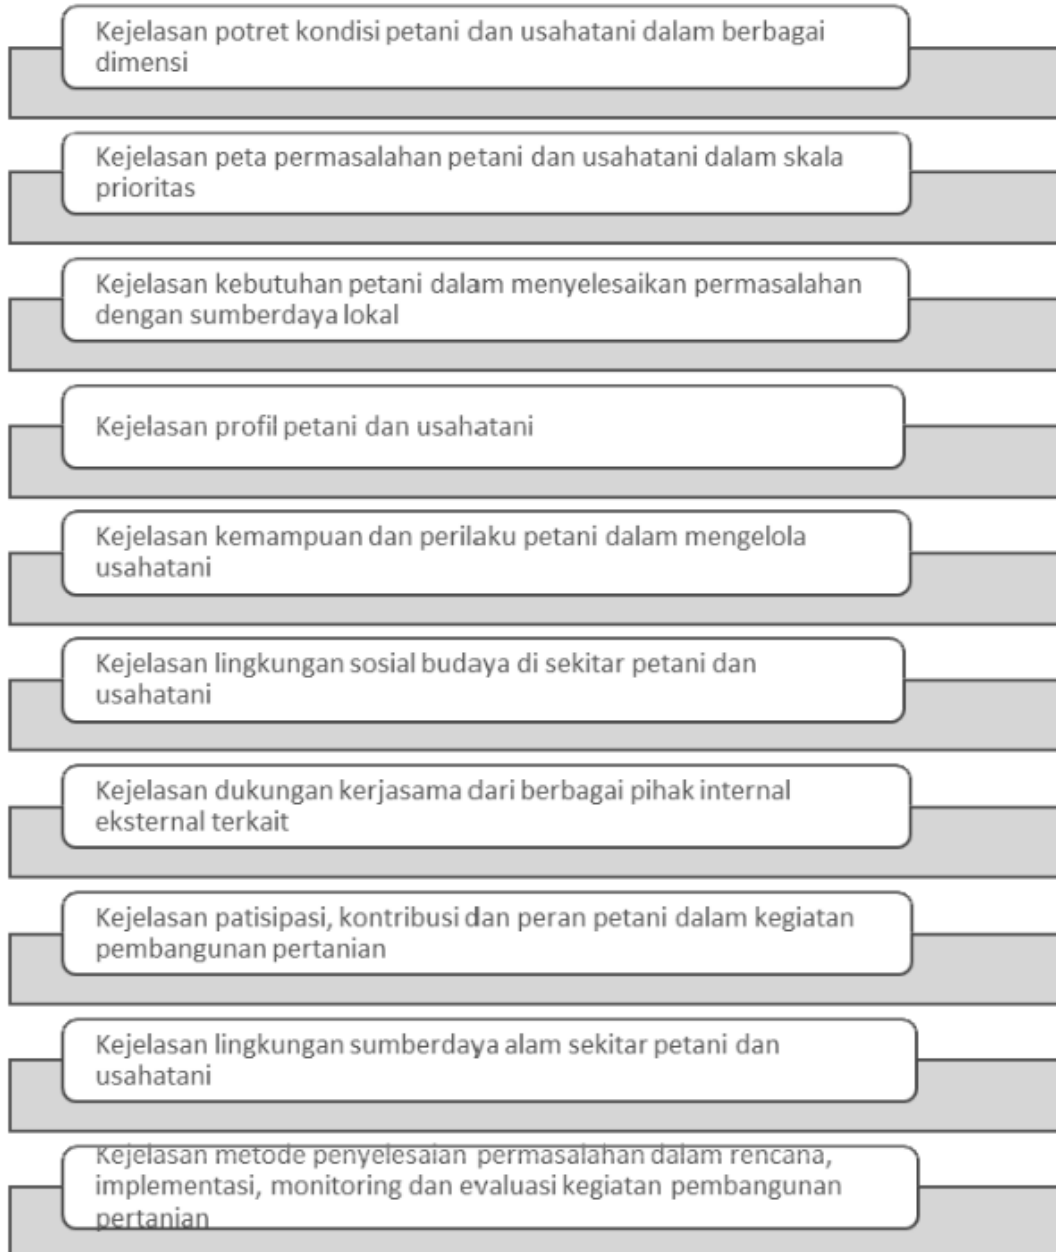 Kejelasan potret kondisi petani dan usahatani dalam berbagai
dimensi
Kejelasan peta permasalahan petani dan usahatani dalam skala
prioritas
Kejelasan kebutuhan petani dalam menyelesaikan permasalahan
dengan sumberdaya lokal
Kejelasan profil petani dan usahatani
Kejelasan kemampuan dan perilaku petani dalam mengelola
usahatani
Kejelasan lingkungan sosial budaya di sekitar petani dan
usahatani
Kejelasan dukungan kerjasama dari berbagai pihak internal
eksternal terkait
Kejelasan patisipasi, kontribusi dan peran petani dalam kegiatan
pembangunan pertanian
Kejelasan lingkungan sumberdaya alam sekitar petani dan
usahatani
Kejelasan metode penyelesaian permasalahan dalam rencana,
implementasi, monitoring dan evaluasi kegiatan pembangunan
pertanian